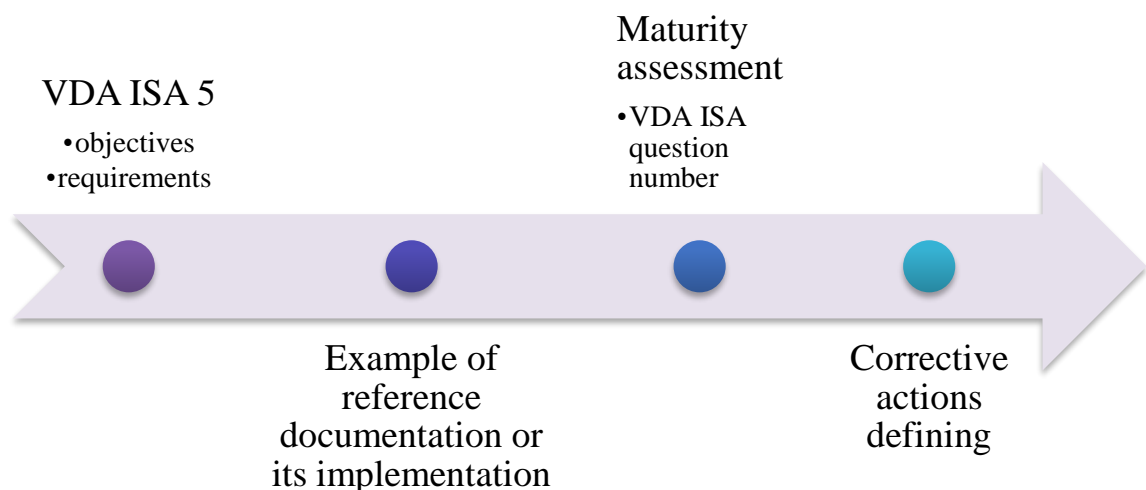 VDA ISA 5
•objectives
•requirements
Example of
reference
documentation or
its implementation
Maturity
assessment
•VDA ISA
question
number
Corrective
actions
defining